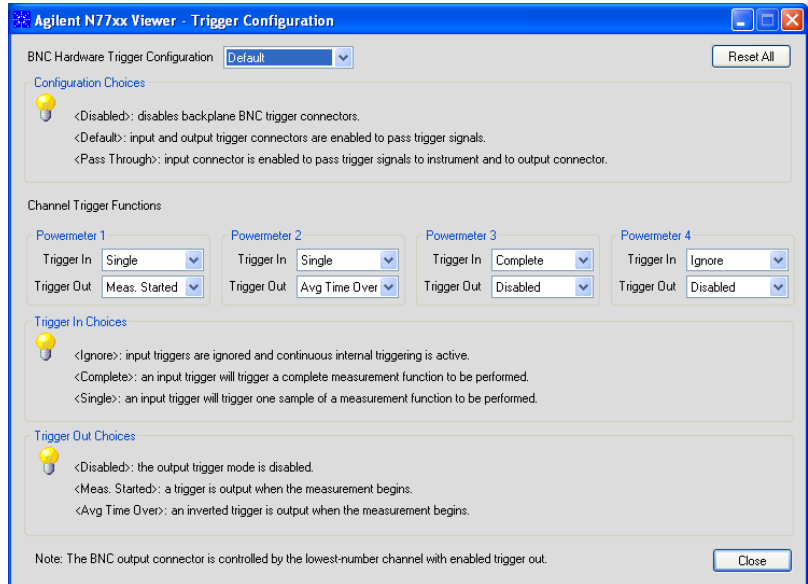 Agilent N77xx Viewer - Trigger Configuration
BNC Hardware Trigger Configuration Default Reset All
Configuration Choices
<Disabled>: disables backplane BNC trigger connectors.
<Default>: input and output trigger connectors are enabled to pass trigger signals.
<Pass Through>: input connector is enabled to pass trigger signals to instrument and to output connector.
Channel Trigger Functions
Powermeter 1 Powermeter 2 Powermeter 3 Powermeter 4
Trigger In Single Trigger In Single Trigger In Complete Trigger In Ignore
Trigger Out Meas. Started Trigger Out Avg Time Over Trigger Out Disabled Trigger Out Disabled
Trigger In Choices
<Ignore>: input triggers are ignored and continuous internal triggering is active.
<Complete>: an input trigger will trigger a complete measurement function to be performed.
<Single>: an input trigger will trigger one sample of a measurement function to be performed.
Trigger Out Choices
<Disabled>: the output trigger mode is disabled.
<Meas. Started>: a trigger is output when the measurement begins.
<Avg Time Over>: an inverted trigger is output when the measurement begins.
Note: The BNC output connector is controlled by the lowest-number channel with enabled trigger out. Close